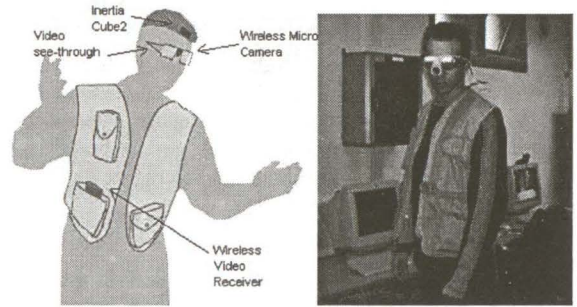 Inertia
Cube2
Video
see-through
Wireless Micro
Camera
Wireless
Video
Receiver